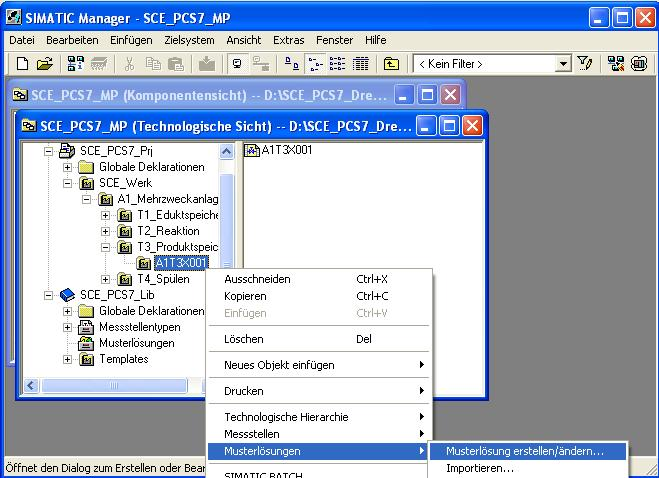 SIMATIC Manager - SCE_PCS7_MP
Datei Bearbeiten Einfügen Zielsystem Ansicht Extras Fenster Hilfe
< Kein Filter >
SCE_PCS7_MP (Komponentensicht) -- D:\SCE_PCS7_Dre...
SCE_PCS7_MP (Technologische Sicht) -- D:\SCE_PCS7_Dre...
SCE_PCS7_Prj
Globale Deklarationen
SCE_Werk
A1_Mehrzweckanlag
T1_Eduktspeiche
T2_Reaktion
T3_Produktspeic
A1T3X001
T4_Spülen
SCE_PCS7_Lib
Globale Deklarationen
Messstellentypen
Musterlösungen
Templates
A1T3X001
Ausschneiden Ctrl+X
Kopieren Ctrl+C
Einfügen Ctrl+V
Löschen Del
Neues Objekt einfügen
Drucken
Technologische Hierarchie
Messstellen
Musterlösungen
SIMATIC BATCH
Musterlösung erstellen/ändern...
Importieren...
Öffnet den Dialog zum Erstellen oder Bear